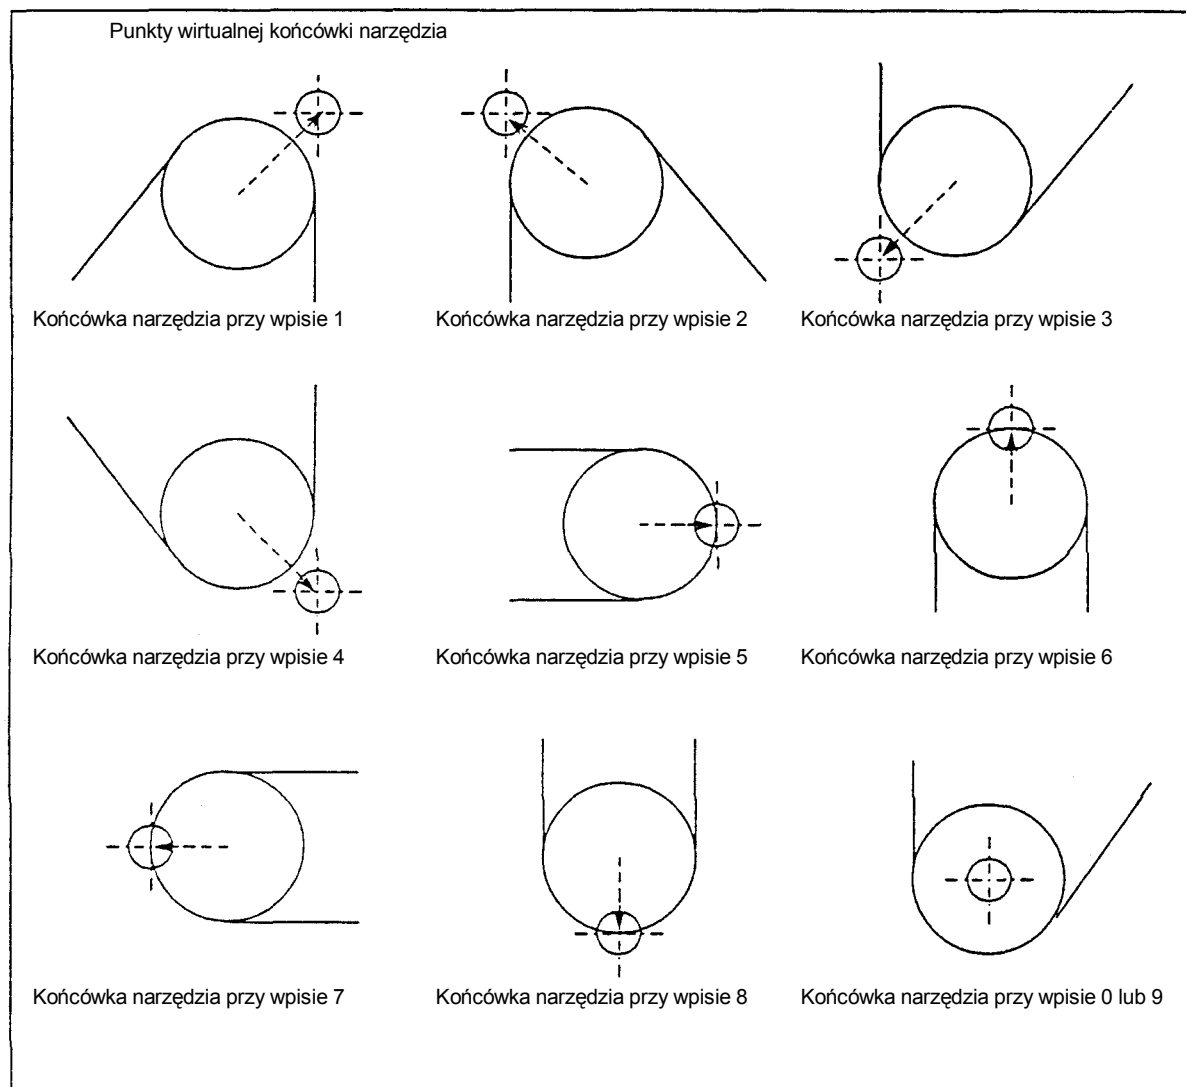 Punkty wirtualnej końcówki narzędzia
Końcówka narzędzia przy wpisie 1
Końcówka narzędzia przy wpisie 2
Końcówka narzędzia przy wpisie 3
Końcówka narzędzia przy wpisie 4
Końcówka narzędzia przy wpisie 5
Końcówka narzędzia przy wpisie 6
Końcówka narzędzia przy wpisie 7
Końcówka narzędzia przy wpisie 8
Końcówka narzędzia przy wpisie 0 lub 9